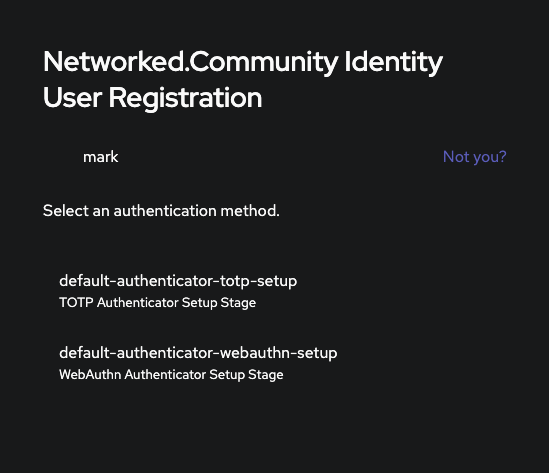 Networked.Community Identity
User Registration
mark
Not you?
Select an authentication method.
default-authenticator-totp-setup
TOTP Authenticator Setup Stage
default-authenticator-webauthn-setup
WebAuthn Authenticator Setup Stage